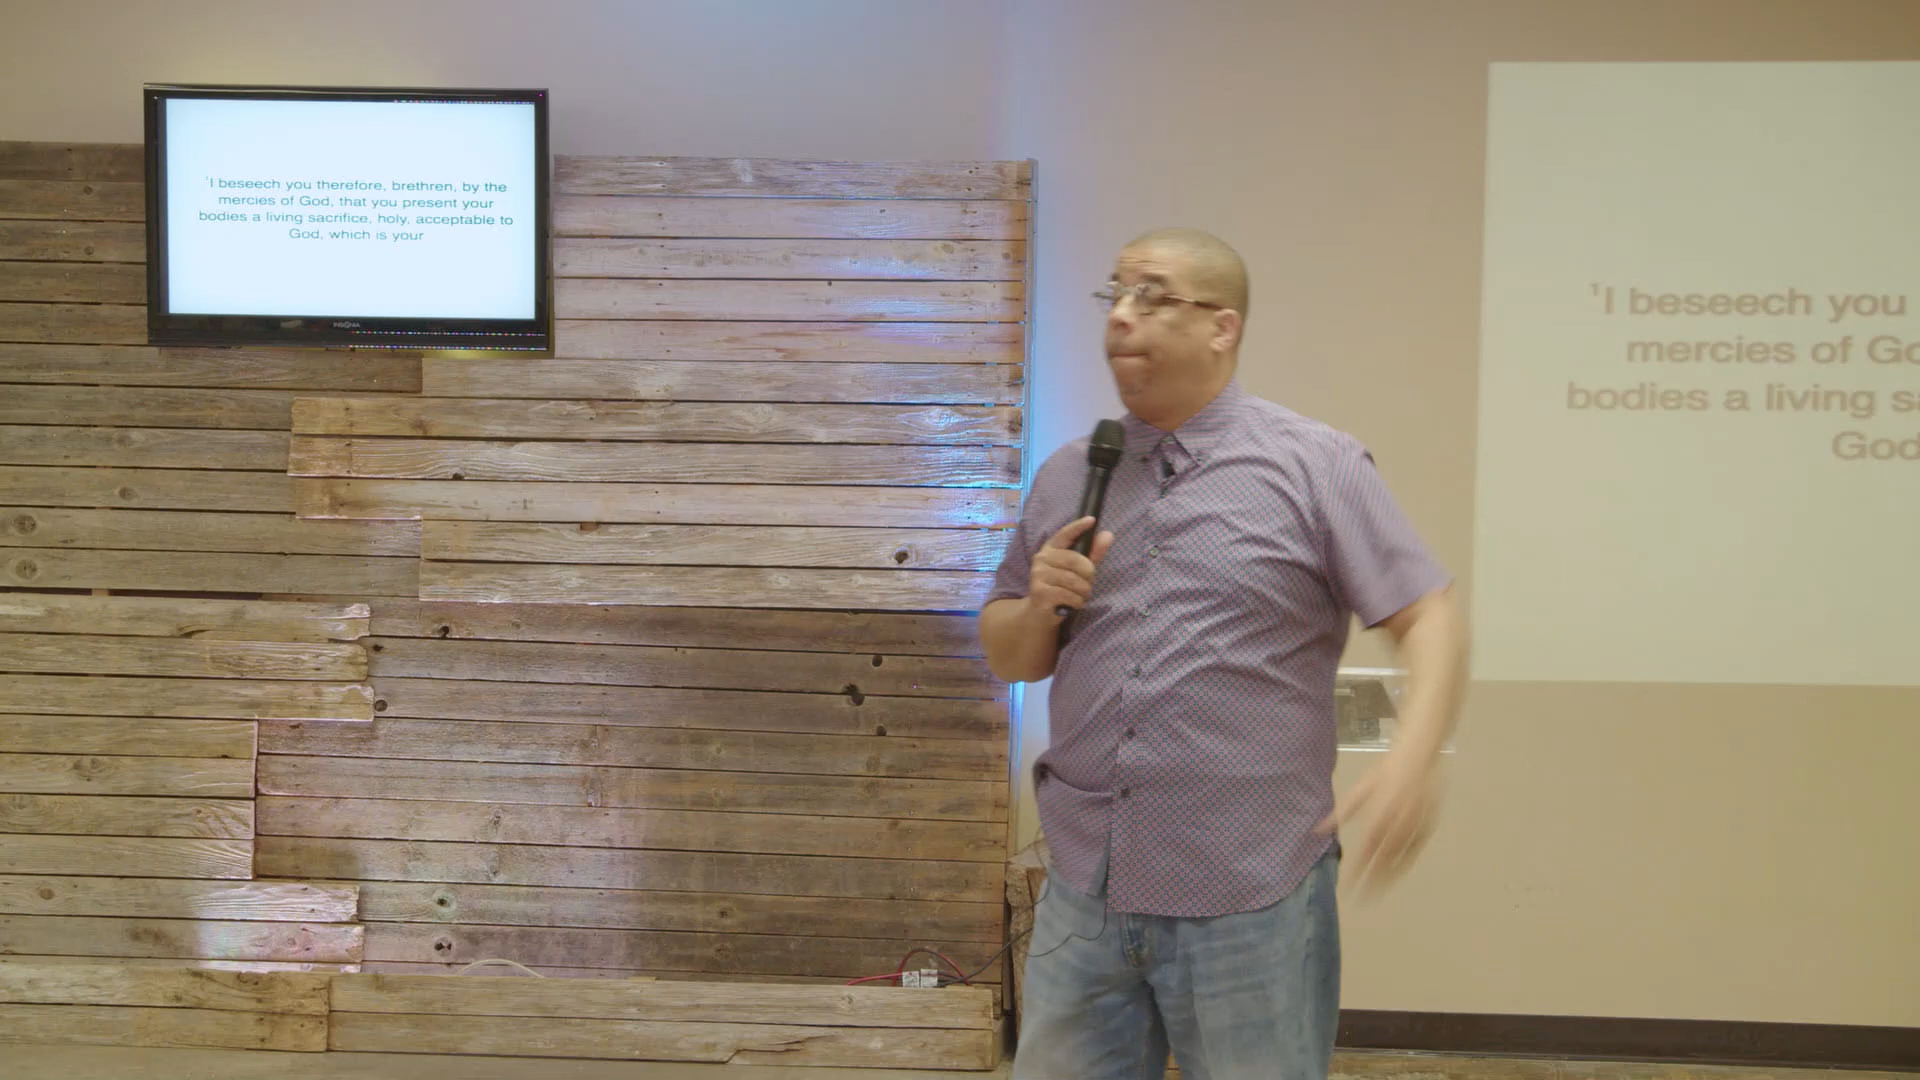 ¹I beseech you therefore, brethren, by the
mercies of God, that you present your
bodies a living sacrifice, holy, acceptable to
God, which is your
INSIGNIA
¹I beseech you
mercies of Go
bodies a living sa
God